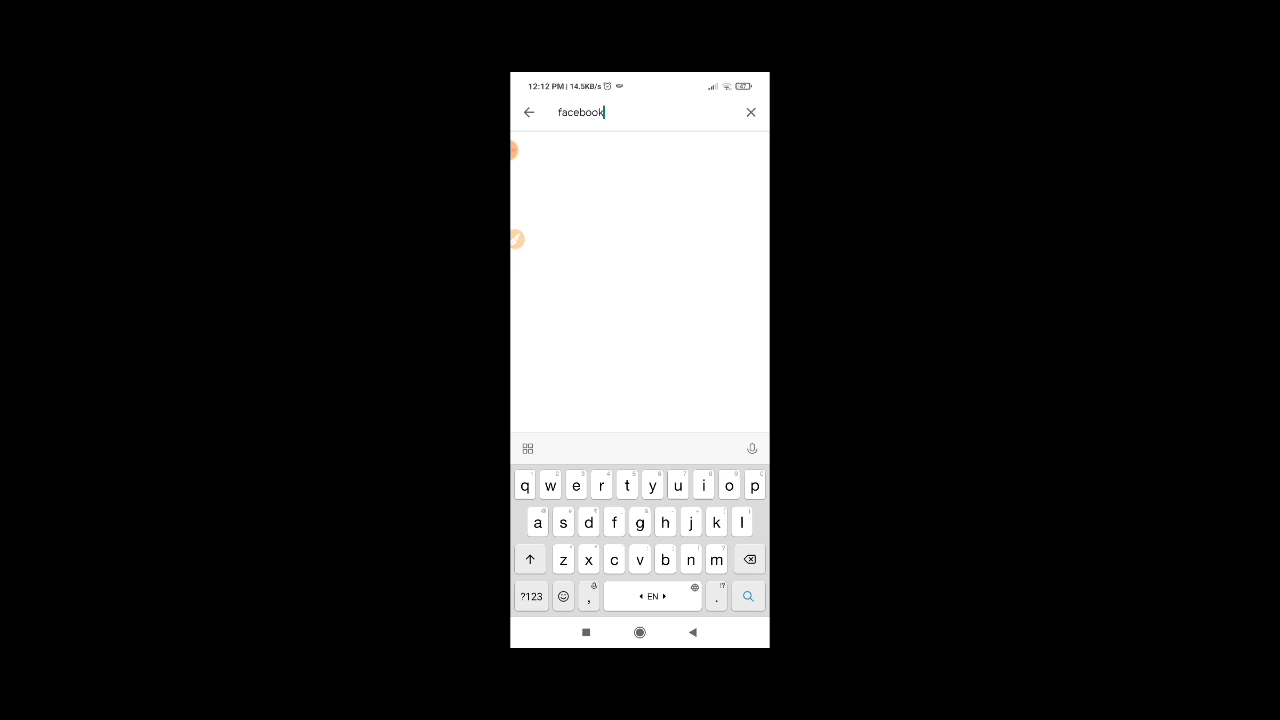 12:12 PM | 14.5KB/s
facebook
q w e r t y u i o p
a s d f g h j k l
z x c v b n m
?123 , EN .